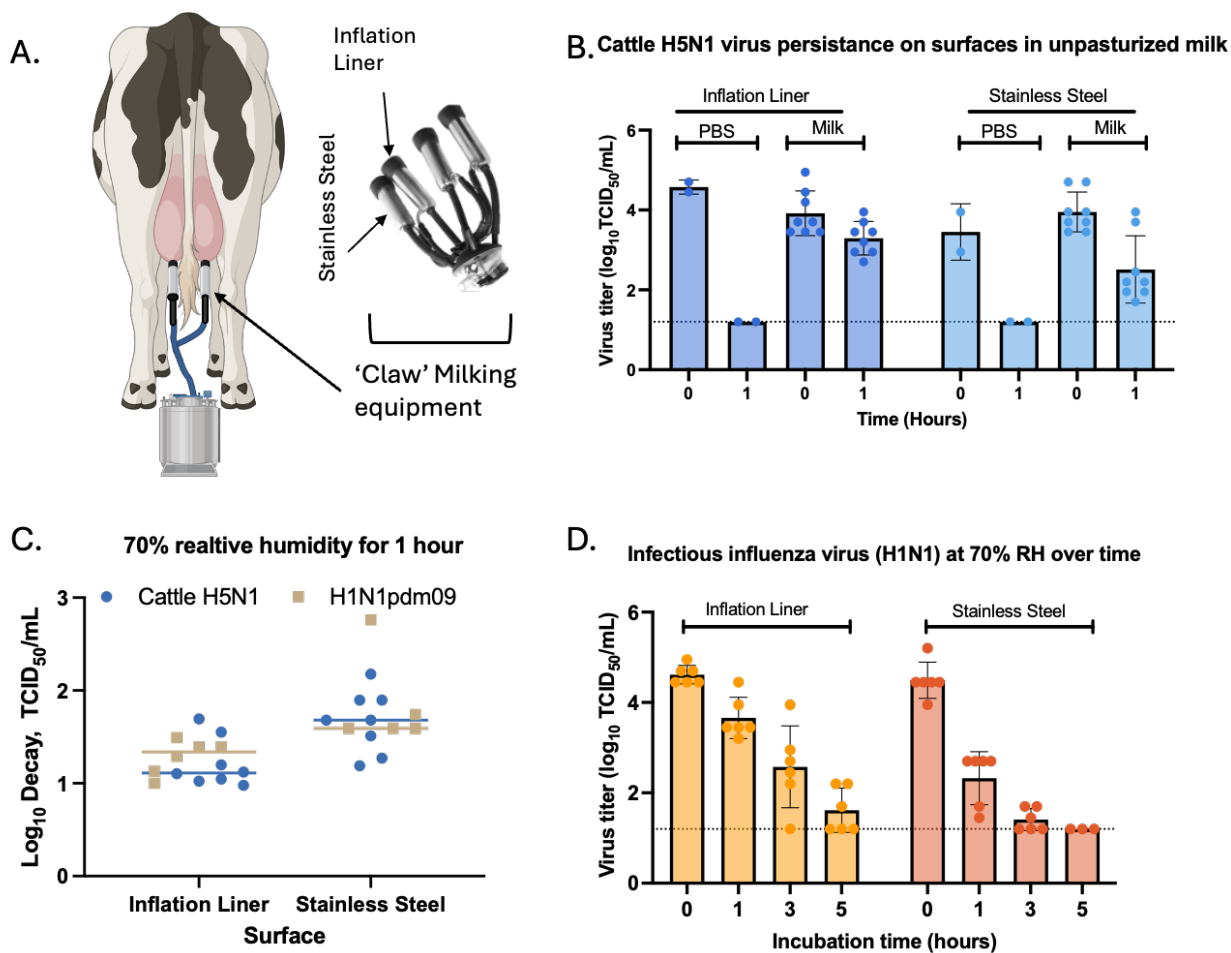 A.
Inflation
Liner
Stainless Steel
'Claw' Milking
equipment
B. Cattle H5N1 virus persistance on surfaces in unpasturized milk
Inflation Liner
Stainless Steel
PBS
Milk
PBS
Milk
Virus titer (log10 TCID50/mL)
6
4
2
0
0 1 0 1 0 1 0 1
Time (Hours)
C.
70% realtive humidity for 1 hour
Cattle H5N1 H1N1pdm09
Log10 Decay, TCID50/mL
3
2
1
0
Inflation Liner Stainless Steel
Surface
D.
Infectious influenza virus (H1N1) at 70% RH over time
Inflation Liner
Stainless Steel
Virus titer (log10 TCID50/mL)
6
4
2
0
0 1 3 5 0 1 3 5
Incubation time (hours)